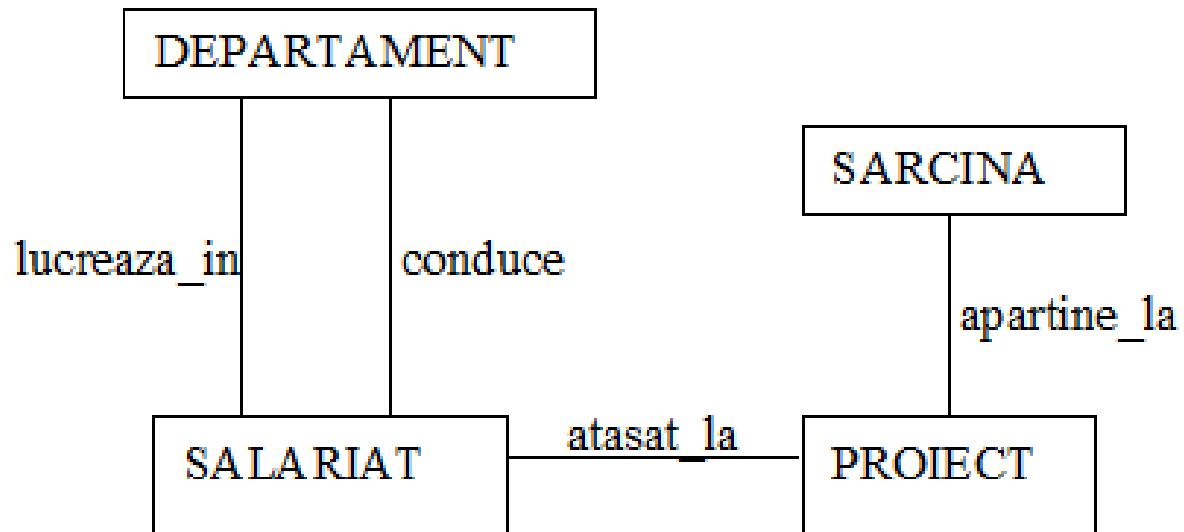 DEPARTAMENT
SARCINA
lucreaza_in
conduce
apartine_la
atasat_la
SALARIAT
PROIECT